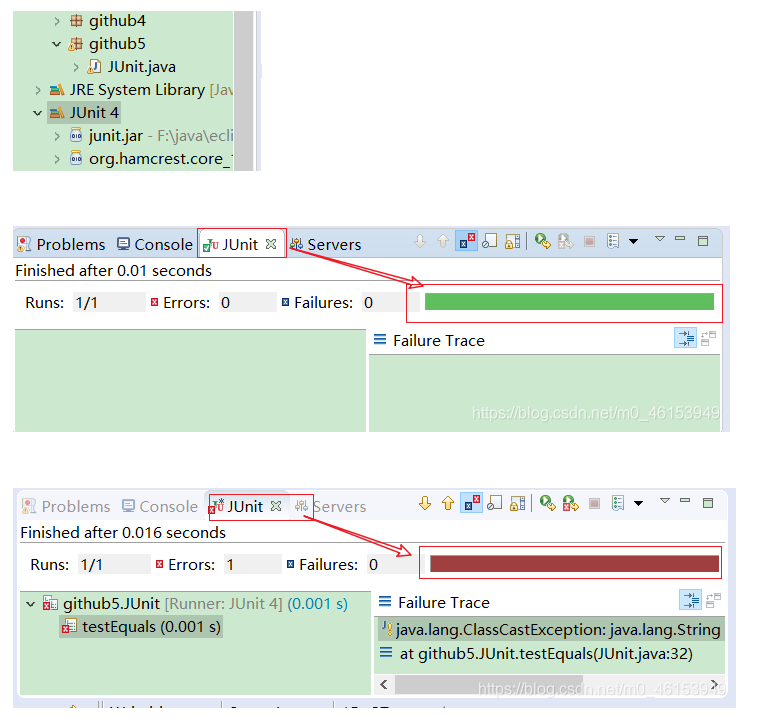 github4
github5
JUnit.java
JRE System Library [Jav
JUnit 4
junit.jar - F:\java\ecli
org.hamcrest.core_
Problems Console JUnit Servers
Finished after 0.01 seconds
Runs: 1/1 Errors: 0 Failures: 0
Failure Trace
https://blog.csdn.net/m0_46153949
Problems Console JUnit Servers
Finished after 0.016 seconds
Runs: 1/1 Errors: 1 Failures: 0
github5.JUnit [Runner: JUnit 4] (0.001 s)
testEquals (0.001 s)
Failure Trace
java.lang.ClassCastException: java.lang.String
at github5.JUnit.testEquals(JUnit.java:32)
https://blog.csdn.net/m0_46153949